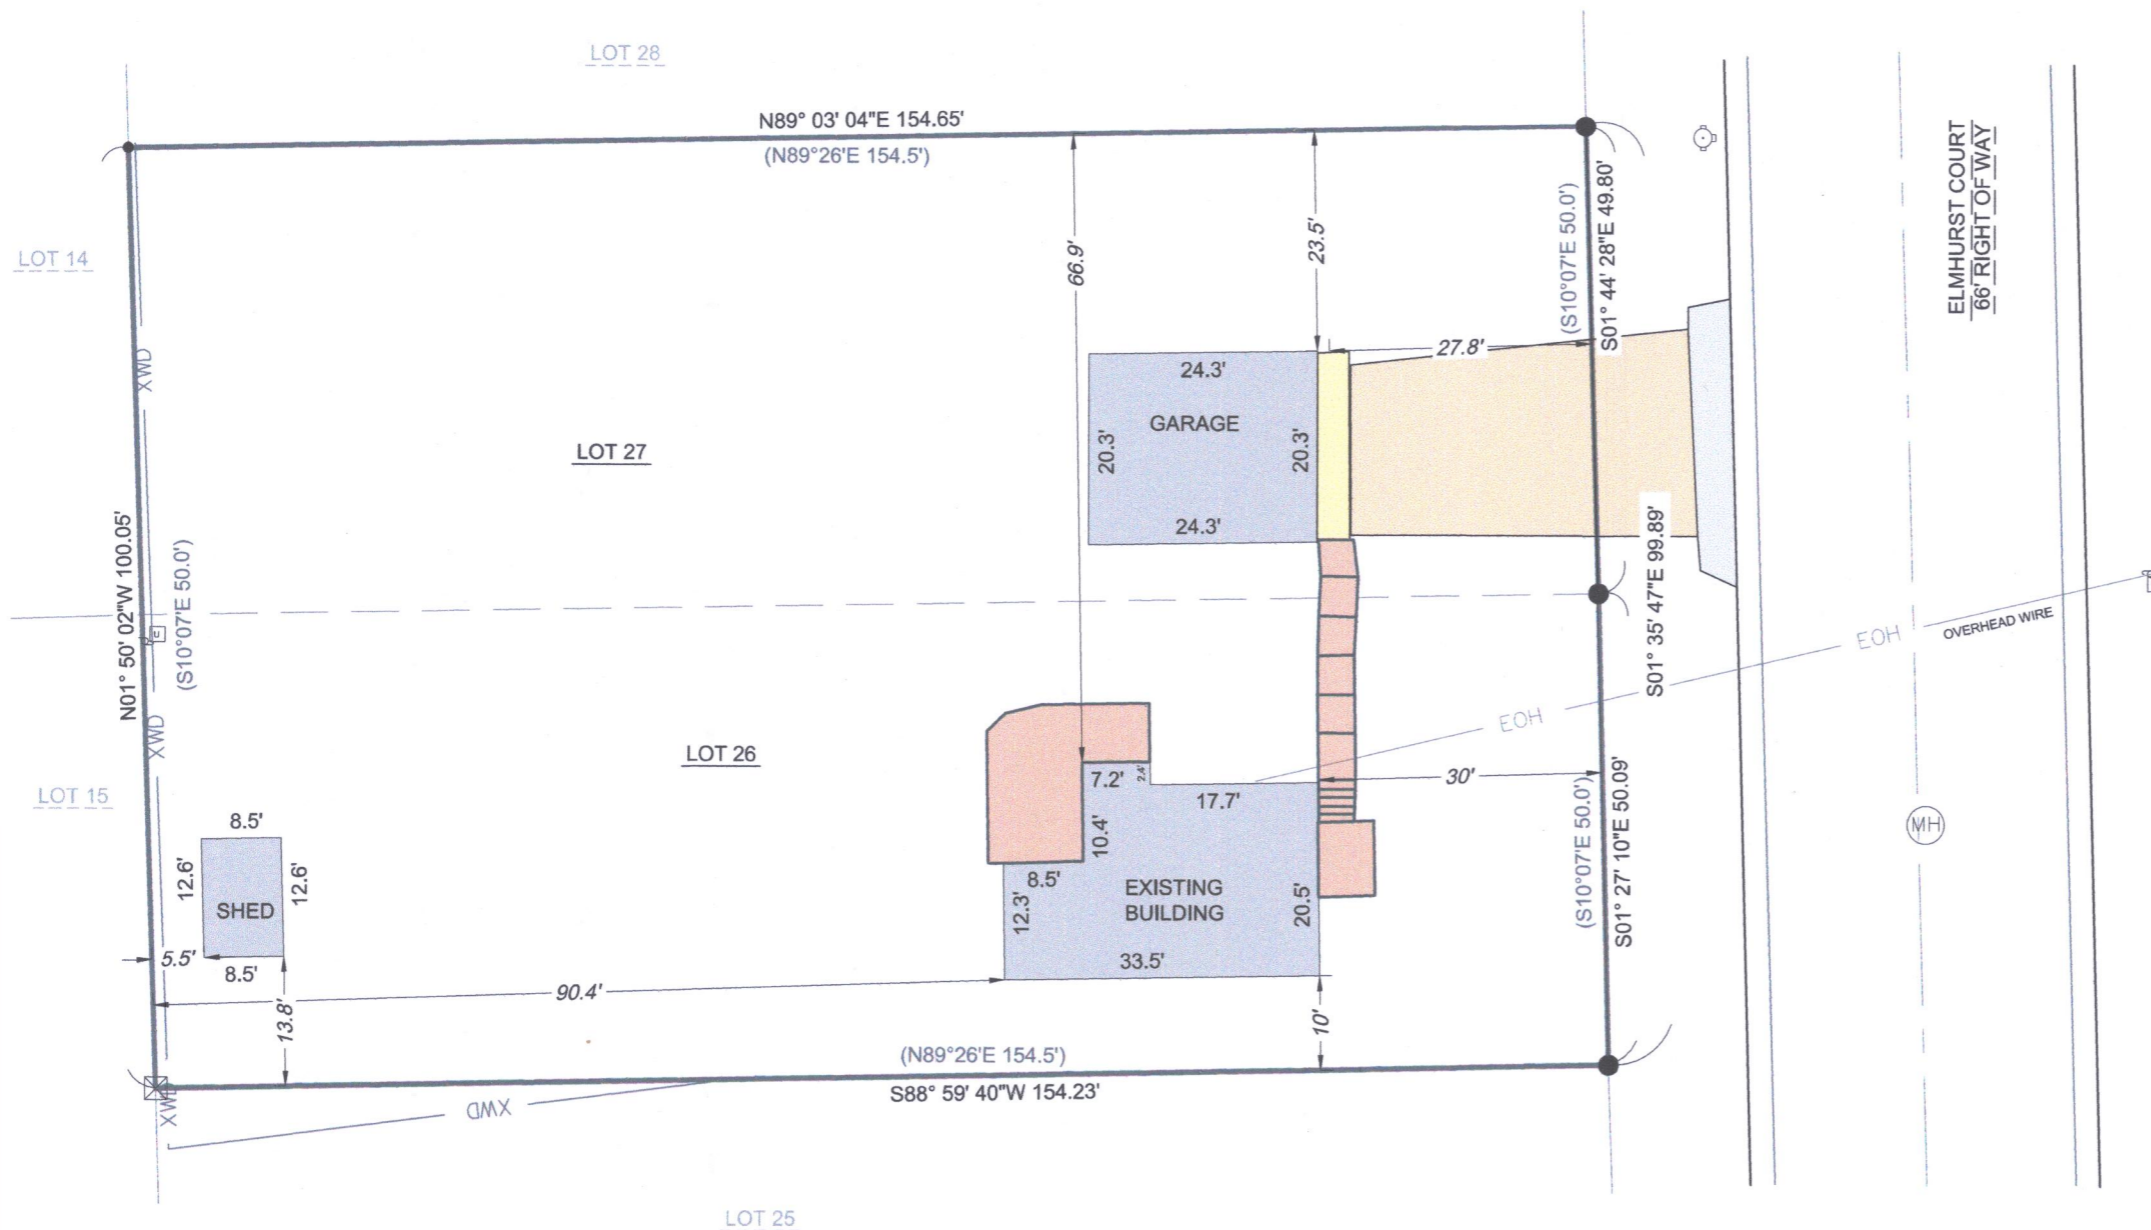 LOT 28
N89° 03' 04"E 154.65'
(N89°26'E 154.5')
ELMHURST COURT
66' RIGHT OF WAY
(S10°07'E 50.0')
S01° 44' 28"E 49.80'
LOT 14
66.9'
23.5'
27.8'
XWD
24.3'
GARAGE
20.3'
20.3'
24.3'
LOT 27
N01° 50' 02"W 100.05'
(S10°07'E 50.0')
S01° 35' 47"E 99.89'
U
EOH
OVERHEAD WIRE
EOH
XWD
LOT 26
LOT 15
7.2'
2.4'
17.7'
30'
10.4'
(S10°07'E 50.0')
S01° 27' 10"E 50.09'
MH
8.5'
12.6'
12.6'
SHED
8.5'
EXISTING
BUILDING
12.3'
20.5'
33.5'
5.5'
8.5'
90.4'
13.8'
10'
(N89°26'E 154.5')
S88° 59' 40"W 154.23'
XWD
XWD
LOT 25